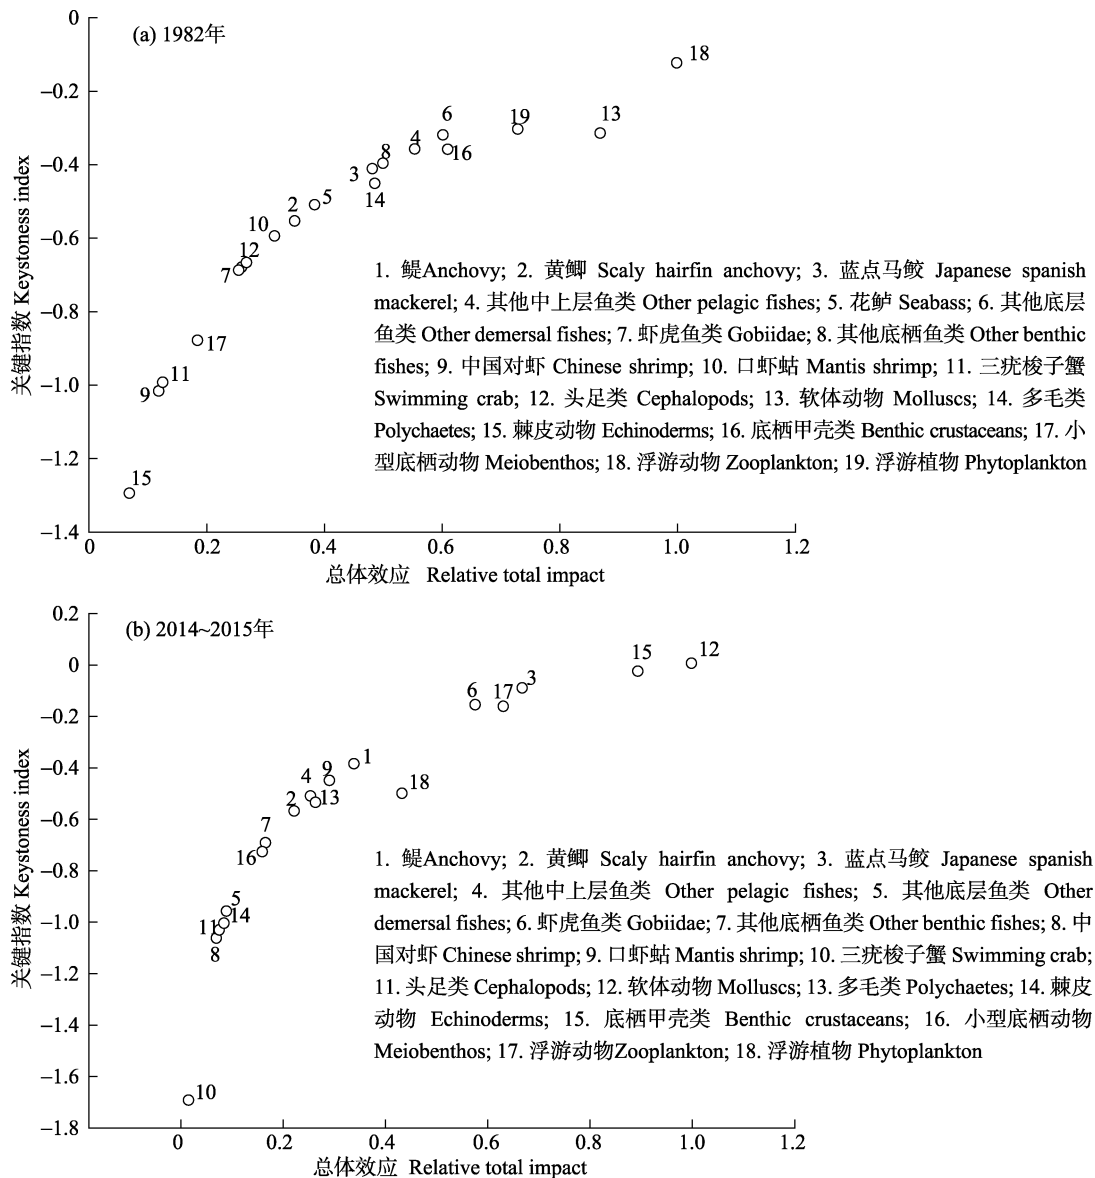 0
−0.2
−0.4
−0.6
−0.8
−1.0
−1.2
−1.4
关键指数 Keystoness index
(a) 1982年
18
6
19
13
4
8
16
3
14
5
2
10
12
7
17
11
9
15
1. 鳀Anchovy; 2. 黄鲫 Scaly hairfin anchovy; 3. 蓝点马鲛 Japanese spanish
mackerel; 4. 其他中上层鱼类 Other pelagic fishes; 5. 花鲈 Seabass; 6. 其他底层
鱼类 Other demersal fishes; 7. 虾虎鱼类 Gobiidae; 8. 其他底栖鱼类 Other benthic
fishes; 9. 中国对虾 Chinese shrimp; 10. 口虾蛄 Mantis shrimp; 11. 三疣梭子蟹
Swimming crab; 12. 头足类 Cephalopods; 13. 软体动物 Molluscs; 14. 多毛类
Polychaetes; 15. 棘皮动物 Echinoderms; 16. 底栖甲壳类 Benthic crustaceans; 17. 小
型底栖动物 Meiobenthos; 18. 浮游动物 Zooplankton; 19. 浮游植物 Phytoplankton
0 0.2 0.4 0.6 0.8 1.0 1.2
总体效应 Relative total impact
0.2
0
−0.2
−0.4
−0.6
−0.8
−1.0
−1.2
−1.4
−1.6
−1.8
关键指数 Keystoness index
(b) 2014~2015年
15
12
6
17
3
1
9
4
18
2
13
7
16
5
14
11
8
10
1. 鳀Anchovy; 2. 黄鲫 Scaly hairfin anchovy; 3. 蓝点马鲛 Japanese spanish
mackerel; 4. 其他中上层鱼类 Other pelagic fishes; 5. 其他底层鱼类 Other
demersal fishes; 6. 虾虎鱼类 Gobiidae; 7. 其他底栖鱼类 Other benthic fishes; 8. 中
国对虾 Chinese shrimp; 9. 口虾蛄 Mantis shrimp; 10. 三疣梭子蟹 Swimming crab;
11. 头足类 Cephalopods; 12. 软体动物 Molluscs; 13. 多毛类 Polychaetes; 14. 棘皮
动物 Echinoderms; 15. 底栖甲壳类 Benthic crustaceans; 16. 小型底栖动物
Meiobenthos; 17. 浮游动物Zooplankton; 18. 浮游植物 Phytoplankton
0 0.2 0.4 0.6 0.8 1.0 1.2
总体效应 Relative total impact